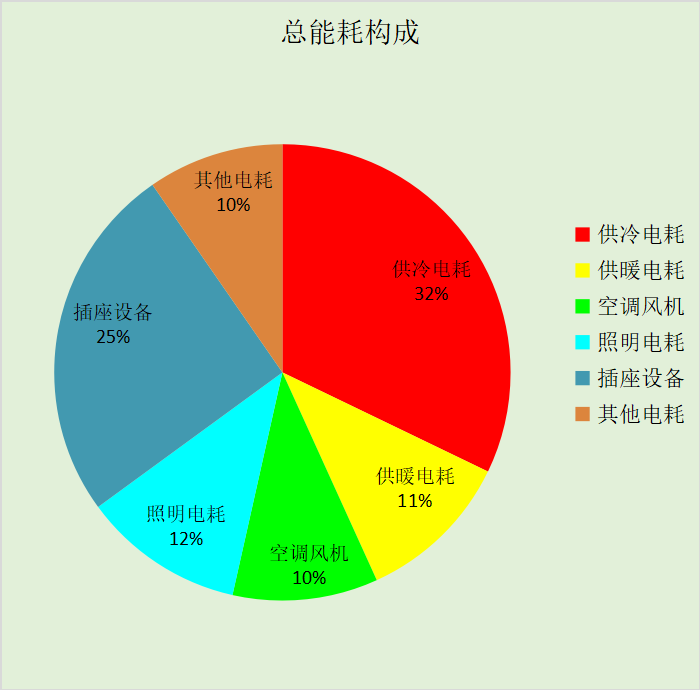 总能耗构成
其他电耗
10%
供冷电耗
32%
插座设备
25%
供暖电耗
11%
照明电耗
12%
空调风机
10%
供冷电耗
供暖电耗
空调风机
照明电耗
插座设备
其他电耗